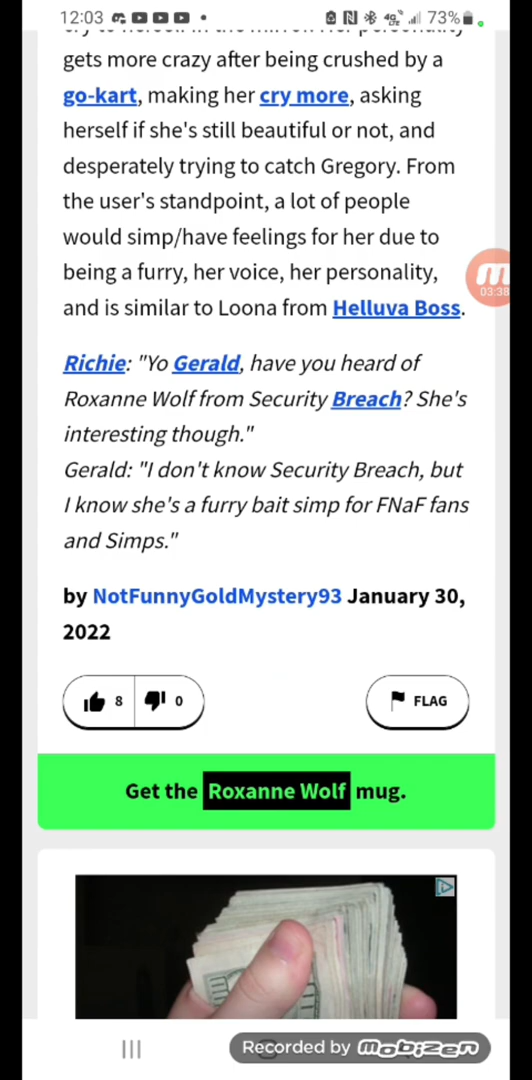 12:03
73%
gets more crazy after being crushed by a
go-kart, making her cry more, asking
herself if she's still beautiful or not, and
desperately trying to catch Gregory. From
the user's standpoint, a lot of people
would simp/have feelings for her due to
being a furry, her voice, her personality,
and is similar to Loona from Helluva Boss.
03:38
Richie: "Yo Gerald, have you heard of
Roxanne Wolf from Security Breach? She's
interesting though."
Gerald: "I don't know Security Breach, but
I know she's a furry bait simp for FNaF fans
and Simps."
by NotFunnyGoldMystery93 January 30,
2022
8 0 FLAG
Get the Roxanne Wolf mug.
Recorded by mobizen